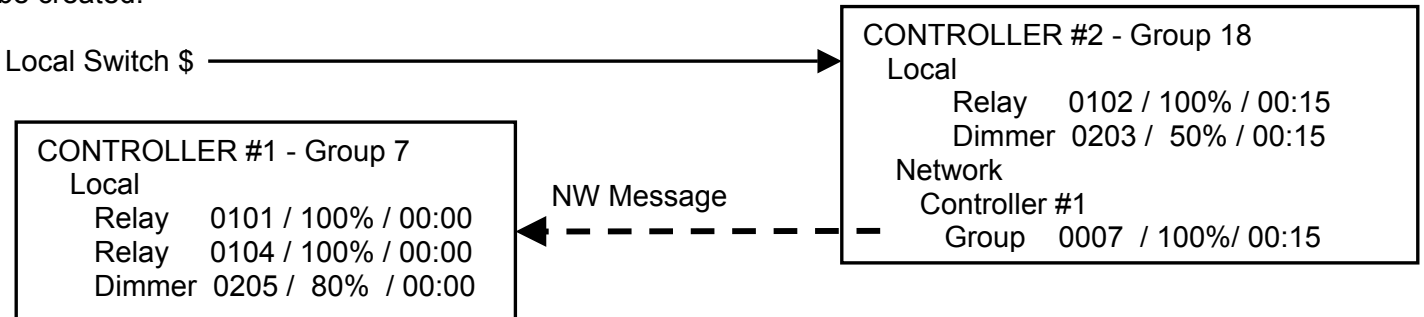 be created.
Local Switch $
CONTROLLER #2 - Group 18
Local
Relay 0102 / 100% / 00:15
Dimmer 0203 / 50% / 00:15
Network
Controller #1
Group 0007 / 100%/ 00:15
NW Message
CONTROLLER #1 - Group 7
Local
Relay 0101 / 100% / 00:00
Relay 0104 / 100% / 00:00
Dimmer 0205 / 80% / 00:00